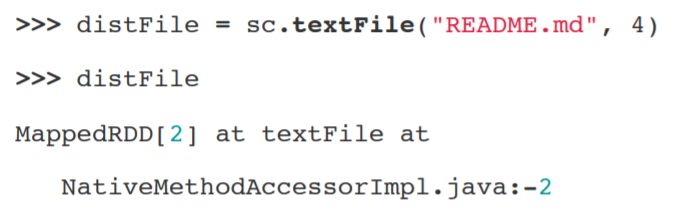 >>> distFile = sc.textFile("README.md", 4)
>>> distFile
MappedRDD[2] at textFile at
NativeMethodAccessorImpl.java:-2